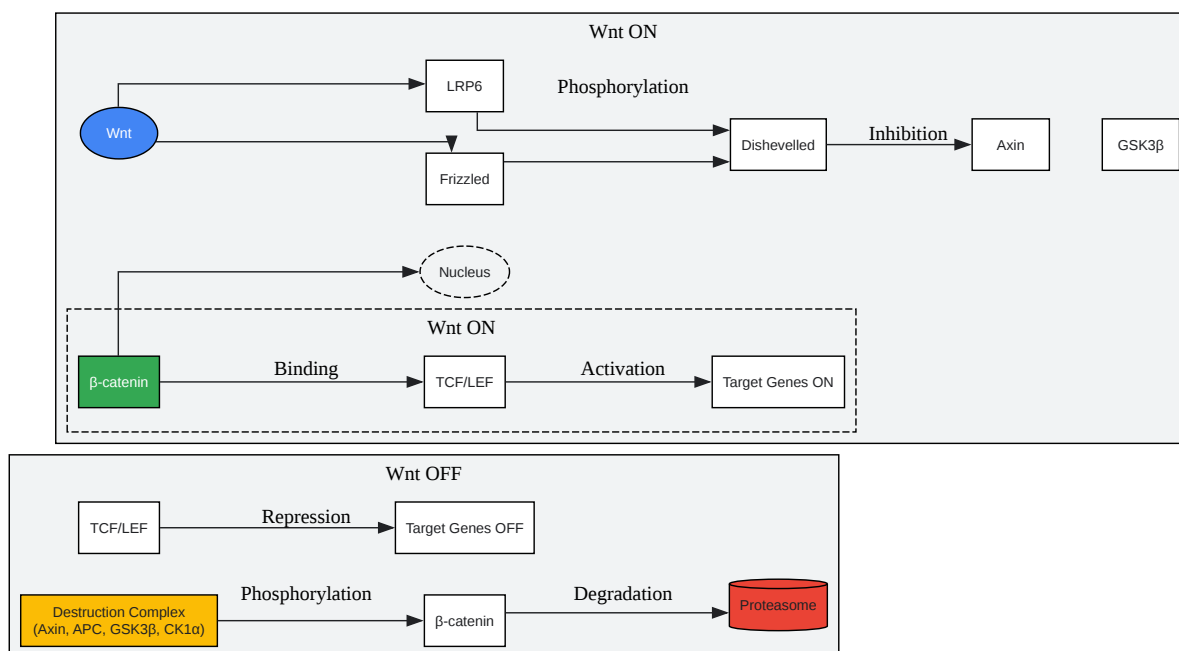 Wnt ON
LRP6
Phosphorylation
Wnt
Dishevelled
Inhibition
Axin
GSK3β
Frizzled
Nucleus
Wnt ON
β-catenin
Binding
TCF/LEF
Activation
Target Genes ON
Wnt OFF
TCF/LEF
Repression
Target Genes OFF
Destruction Complex
(Axin, APC, GSK3β, CK1α)
Phosphorylation
β-catenin
Degradation
Proteasome